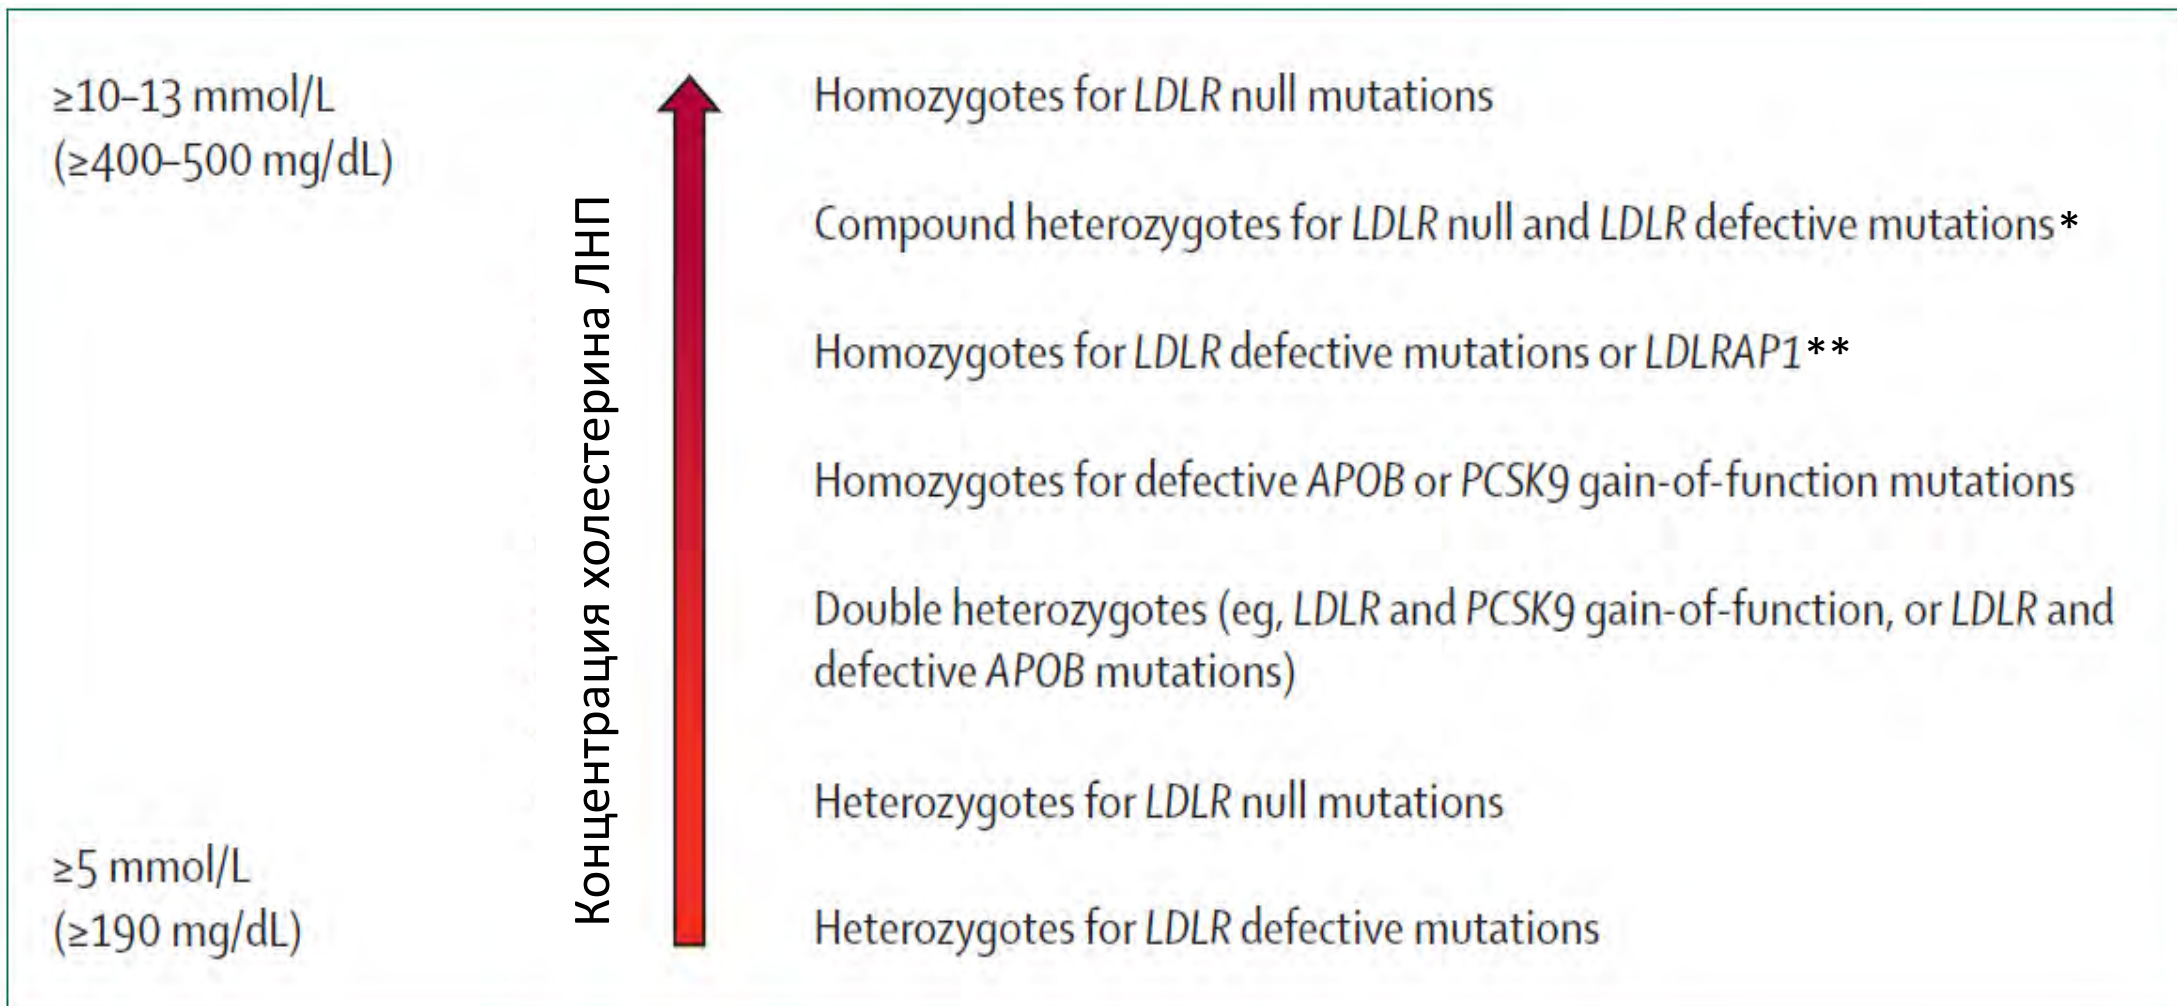 ≥10–13 mmol/L
(≥400–500 mg/dL)
≥5 mmol/L
(≥190 mg/dL)
Концентрация холестерина ЛНП
Homozygotes for LDLR null mutations
Compound heterozygotes for LDLR null and LDLR defective mutations*
Homozygotes for LDLR defective mutations or LDLRAP1**
Homozygotes for defective APOB or PCSK9 gain-of-function mutations
Double heterozygotes (eg, LDLR and PCSK9 gain-of-function, or LDLR and
defective APOB mutations)
Heterozygotes for LDLR null mutations
Heterozygotes for LDLR defective mutations